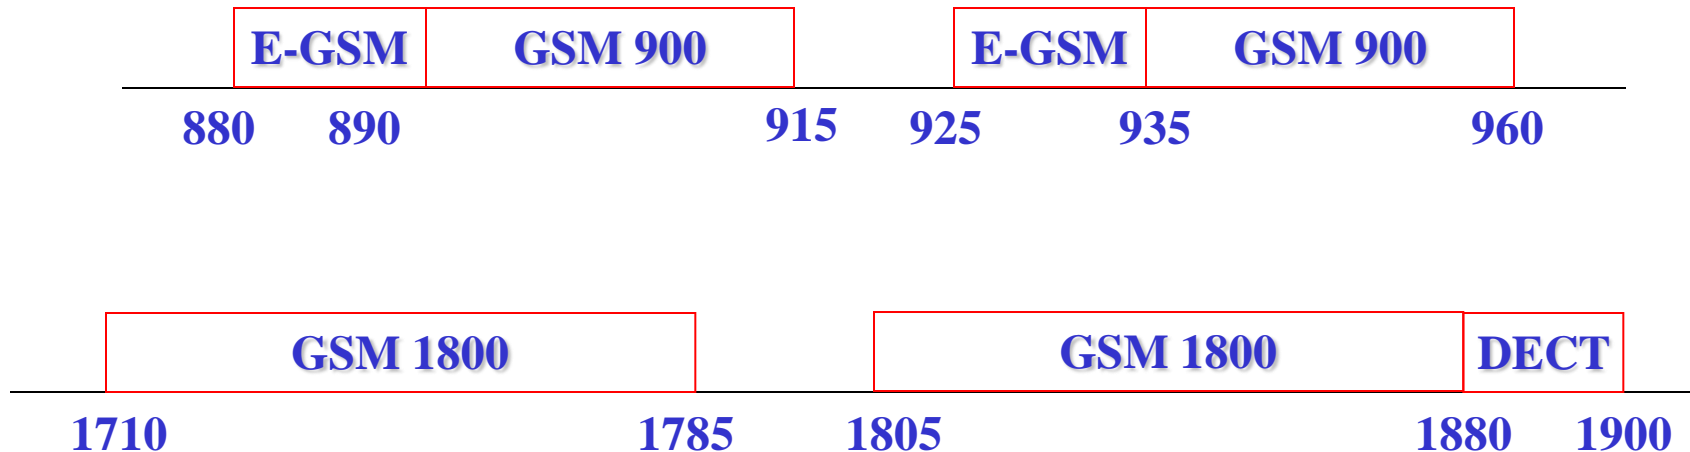 E-GSM GSM 900 E-GSM GSM 900
880 890 915 925 935 960
GSM 1800 GSM 1800 DECT
1710 1785 1805 1880 1900